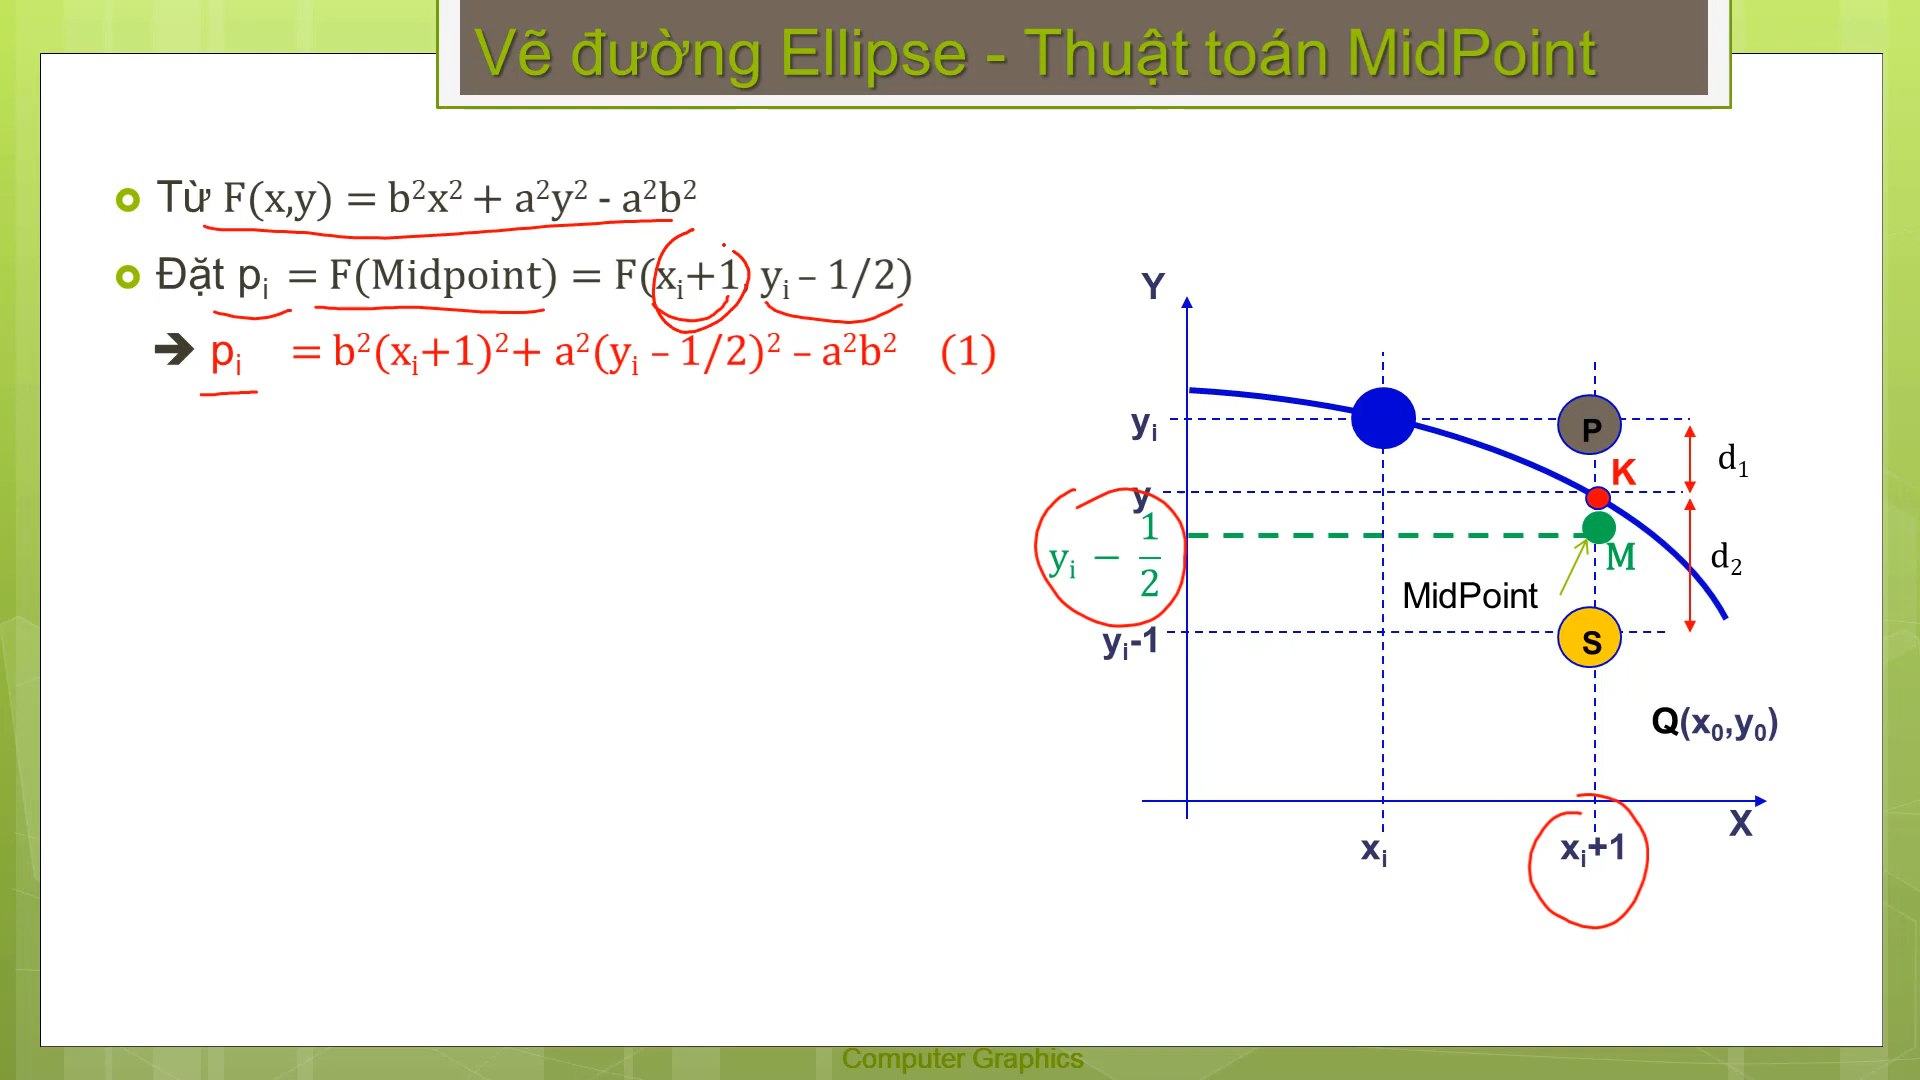 Vẽ đường Ellipse - Thuật toán MidPoint
Từ F(x,y) = b²x² + a²y² - a²b²
Đặt pᵢ = F(Midpoint) = F(xᵢ+1, yᵢ – 1/2)
➔ pᵢ = b²(xᵢ+1)²+ a²(yᵢ – 1/2)² – a²b² (1)
Y
yᵢ
P
d₁
K
y
yᵢ − 1/2
M
d₂
MidPoint
yᵢ-1
S
Q(x₀,y₀)
X
xᵢ
xᵢ+1
Computer Graphics